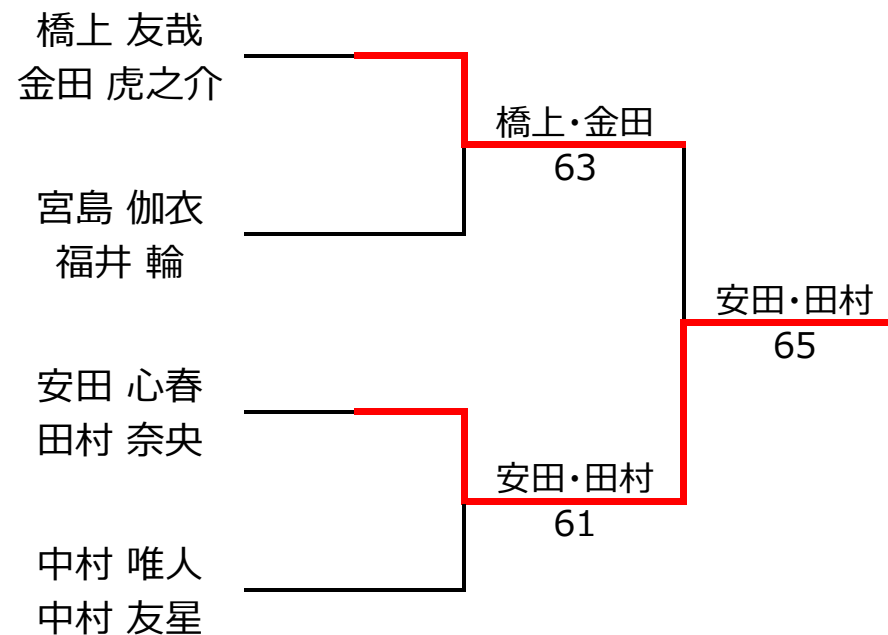 橋上 友哉
金田 虎之介
橋上・金田
63
宮島 伽衣
福井 輪
安田・田村
65
安田 心春
田村 奈央
安田・田村
61
中村 唯人
中村 友星